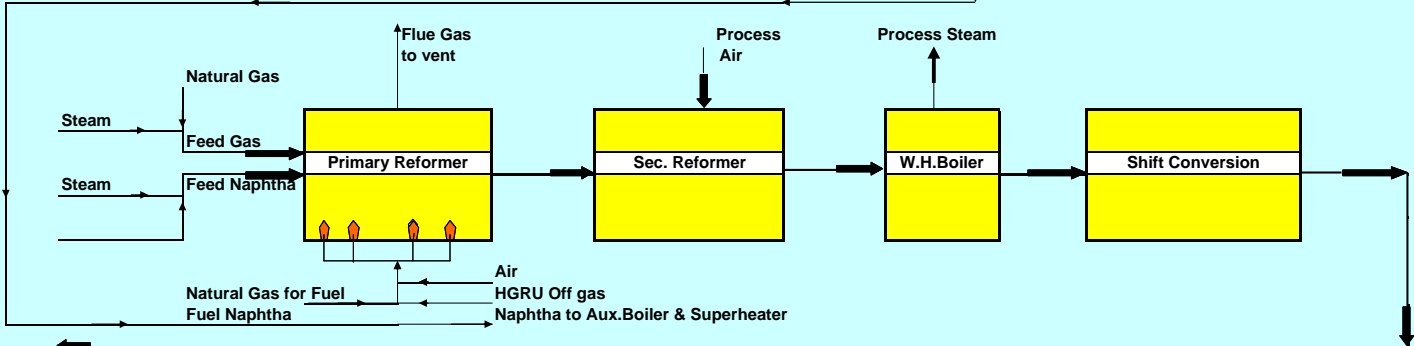 Flue Gas
to vent
Process
Air
Process Steam
Natural Gas
Steam
Feed Gas
Primary Reformer
Sec. Reformer
W.H.Boiler
Shift Conversion
Steam
Feed Naphtha
Air
Natural Gas for Fuel
HGRU Off gas
Fuel Naphtha
Naphtha to Aux.Boiler & Superheater